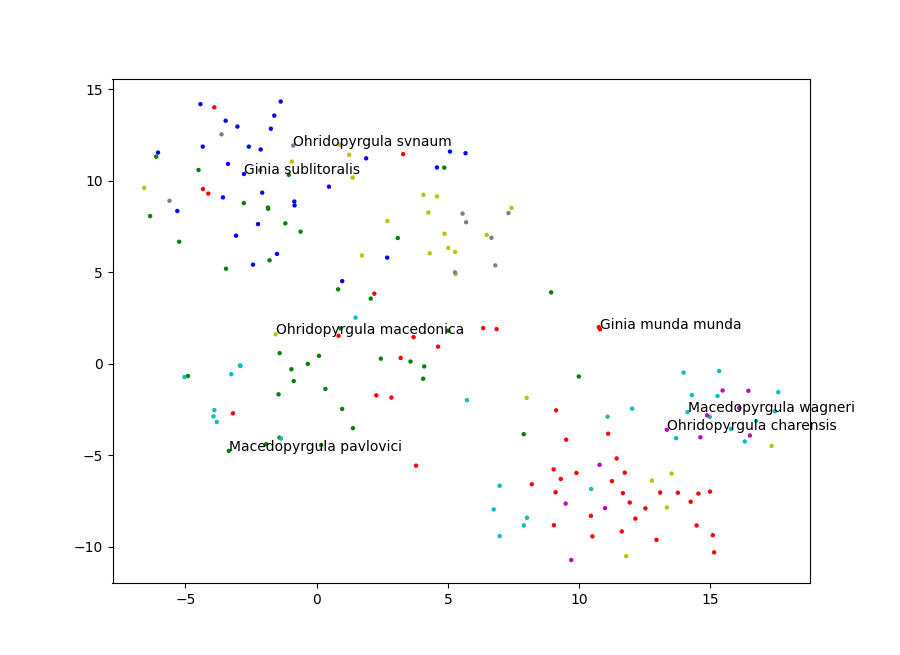 15
Ohridopyrgula svnaum
10
Ginia sublitoralis
5
Ohridopyrgula macedonica
Ginia munda munda
0
Macedopyrgula wagneri
Ohridopyrgula charensis
Macedopyrgula pavlovici
−5
−10
−5 0 5 10 15